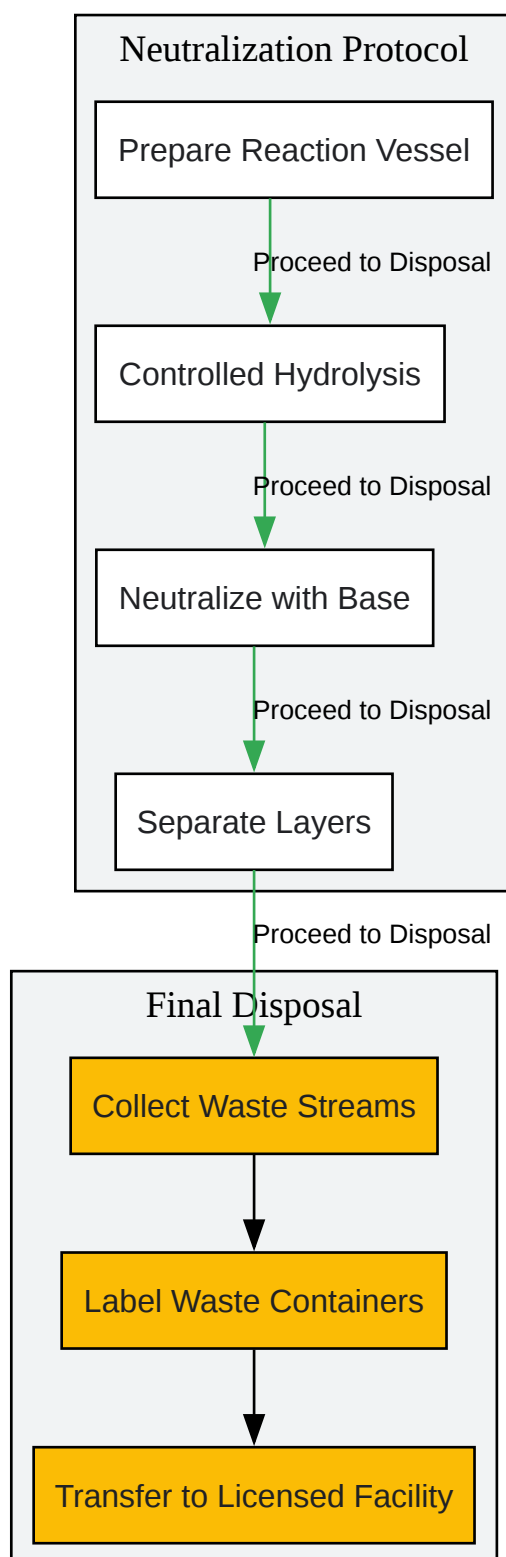 Neutralization Protocol
Prepare Reaction Vessel
Proceed to Disposal
Controlled Hydrolysis
Proceed to Disposal
Neutralize with Base
Proceed to Disposal
Separate Layers
Proceed to Disposal
Final Disposal
Collect Waste Streams
Label Waste Containers
Transfer to Licensed Facility